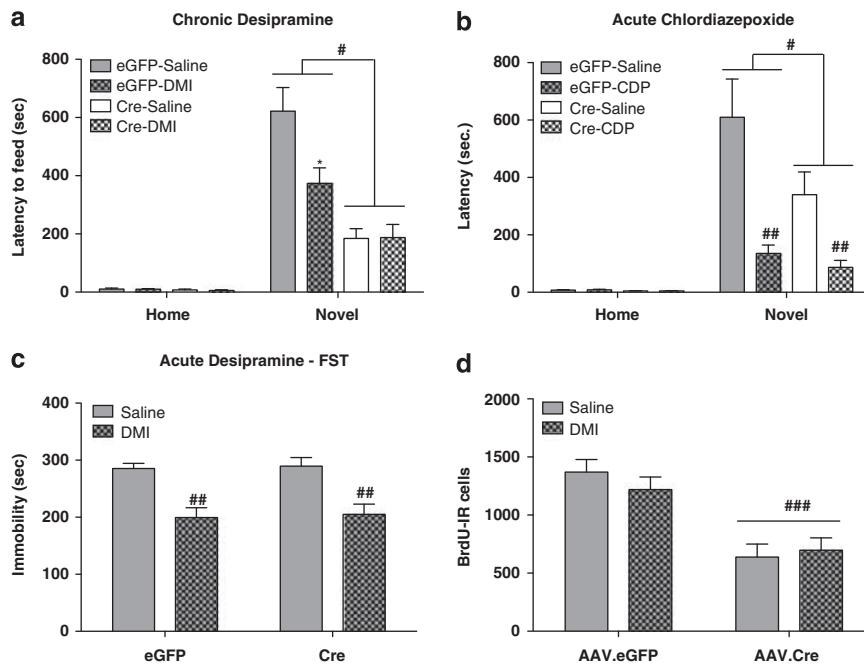 a
Chronic Desipramine
Latency to feed (sec)
800
600
400
200
0
eGFP-Saline
eGFP-DMI
Cre-Saline
Cre-DMI
#
*
Home
Novel
b
Acute Chlordiazepoxide
Latency (sec.)
800
600
400
200
0
eGFP-Saline
eGFP-CDP
Cre-Saline
Cre-CDP
#
##
##
Home
Novel
c
Acute Desipramine - FST
Immobility (sec)
400
300
200
100
0
Saline
DMI
##
##
eGFP
Cre
d
BrdU-IR cells
2000
1500
1000
500
0
Saline
DMI
###
AAV.eGFP
AAV.Cre